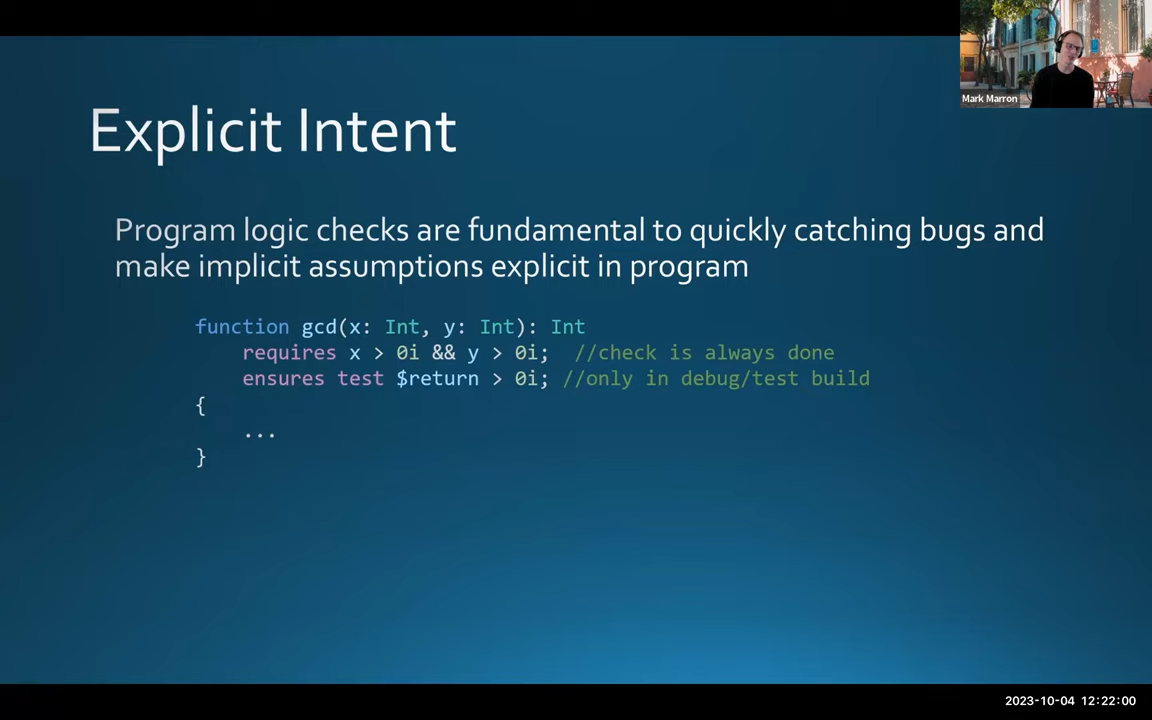 Mark Marron
Explicit Intent
Program logic checks are fundamental to quickly catching bugs and
make implicit assumptions explicit in program
function gcd(x: Int, y: Int): Int
    requires x > 0i && y > 0i;  //check is always done
    ensures test $return > 0i; //only in debug/test build
{
    ...
}
2023-10-04 12:22:00